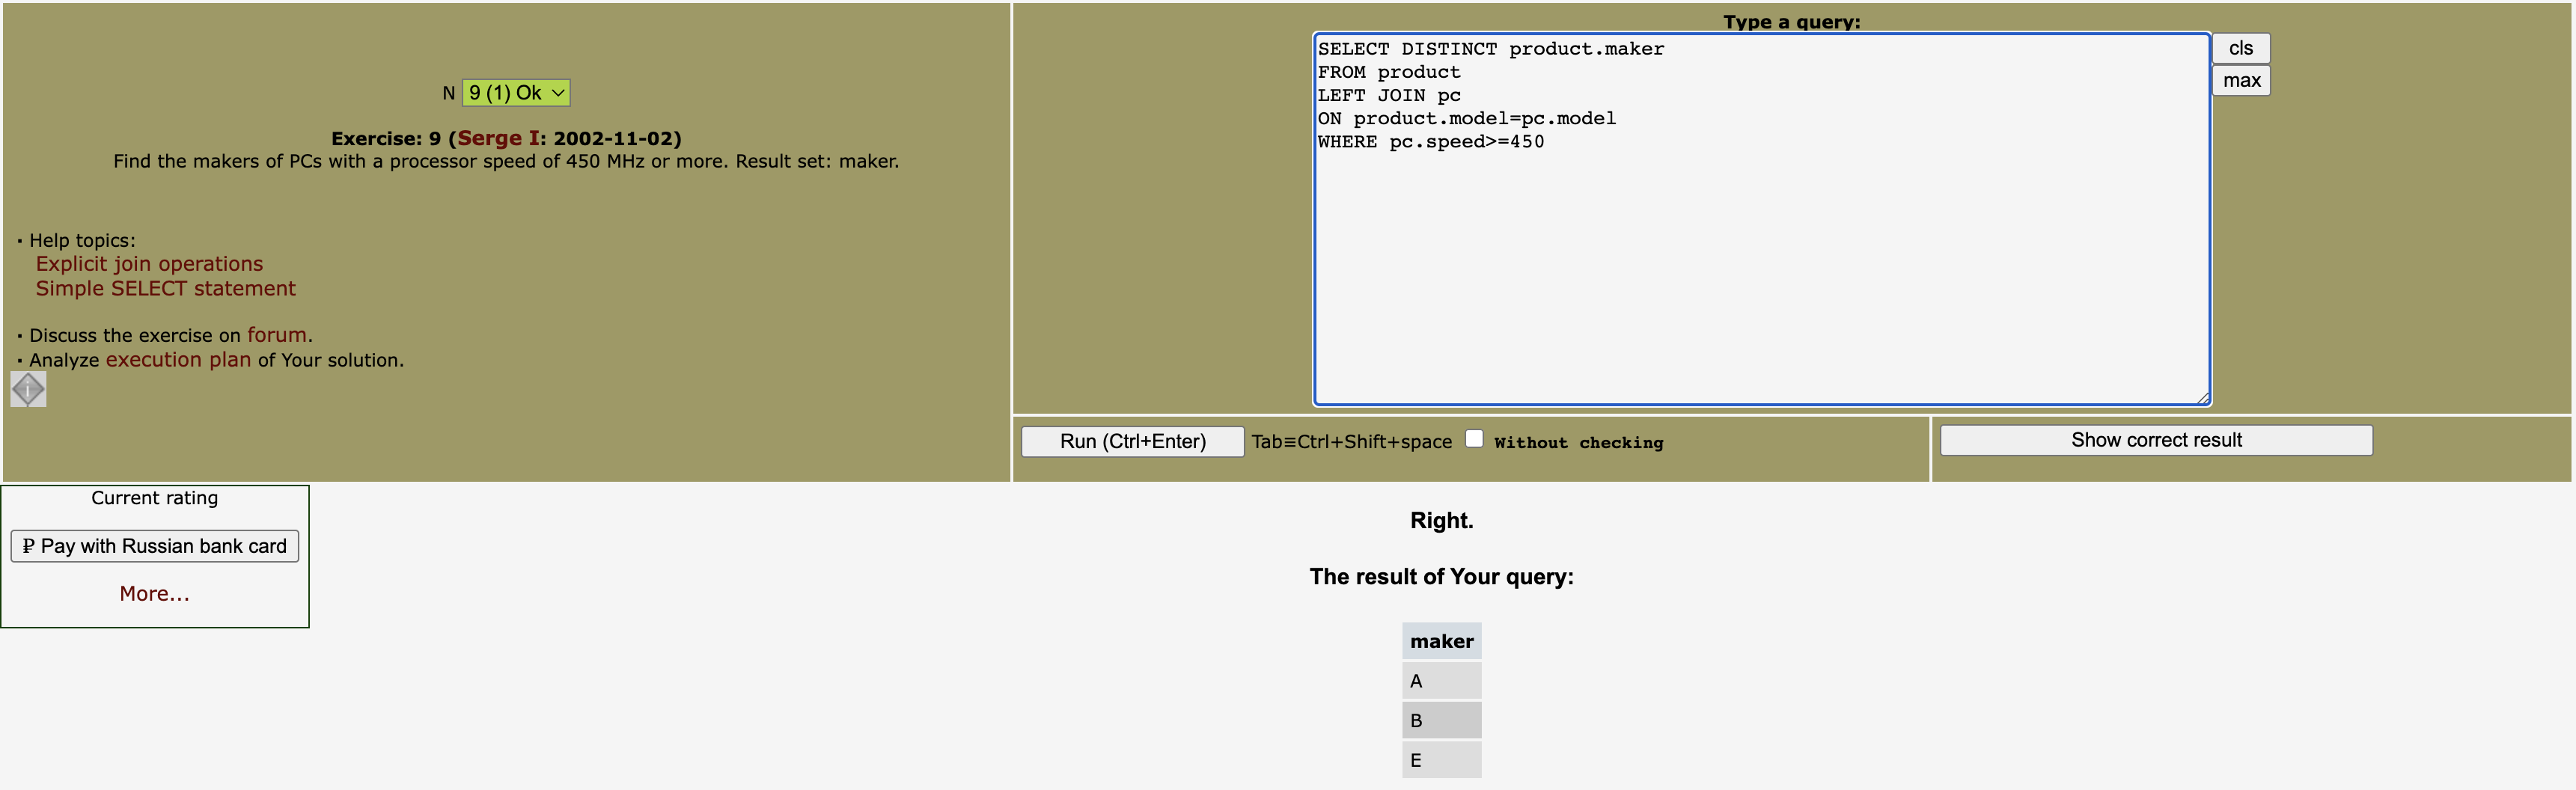 N 9 (1) Ok
Exercise: 9 (Serge I: 2002-11-02)
Find the makers of PCs with a processor speed of 450 MHz or more. Result set: maker.
· Help topics:
Explicit join operations
Simple SELECT statement
· Discuss the exercise on forum.
· Analyze execution plan of Your solution.
i
Type a query:
SELECT DISTINCT product.maker
FROM product
LEFT JOIN pc
ON product.model=pc.model
WHERE pc.speed>=450
cls
max
Run (Ctrl+Enter) Tab≡Ctrl+Shift+space Without checking
Show correct result
Current rating
₽ Pay with Russian bank card
More...
Right.
The result of Your query:
maker
A
B
E